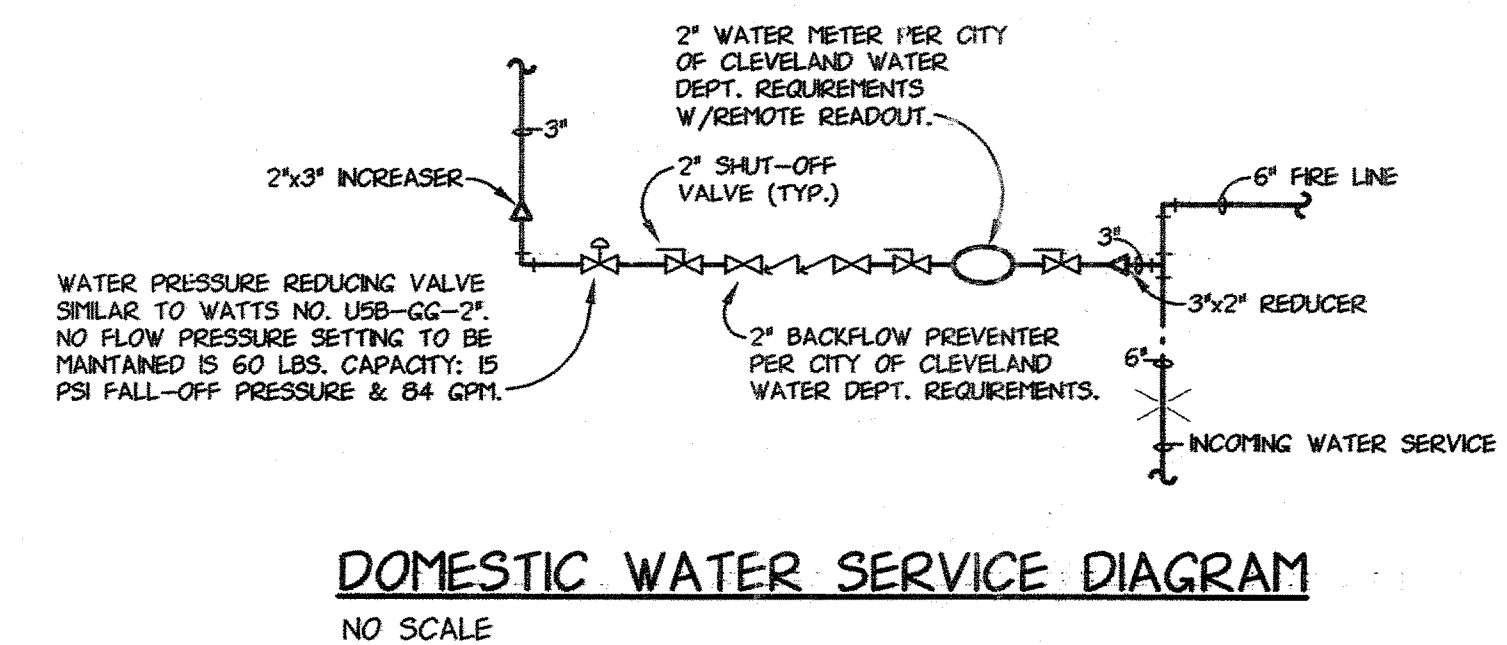 2" WATER METER PER CITY
OF CLEVELAND WATER
DEPT. REQUIREMENTS
W/REMOTE READOUT.
3"
2"x3" INCREASER
2" SHUT-OFF
VALVE (TYP.)
6" FIRE LINE
3"
3"x2" REDUCER
WATER PRESSURE REDUCING VALVE
SIMILAR TO WATTS NO. U5B-GG-2".
NO FLOW PRESSURE SETTING TO BE
MAINTAINED IS 60 LBS. CAPACITY: 15
PSI FALL-OFF PRESSURE & 84 GPM.
2" BACKFLOW PREVENTER
PER CITY OF CLEVELAND
WATER DEPT. REQUIREMENTS.
6"
INCOMING WATER SERVICE
DOMESTIC WATER SERVICE DIAGRAM
NO SCALE